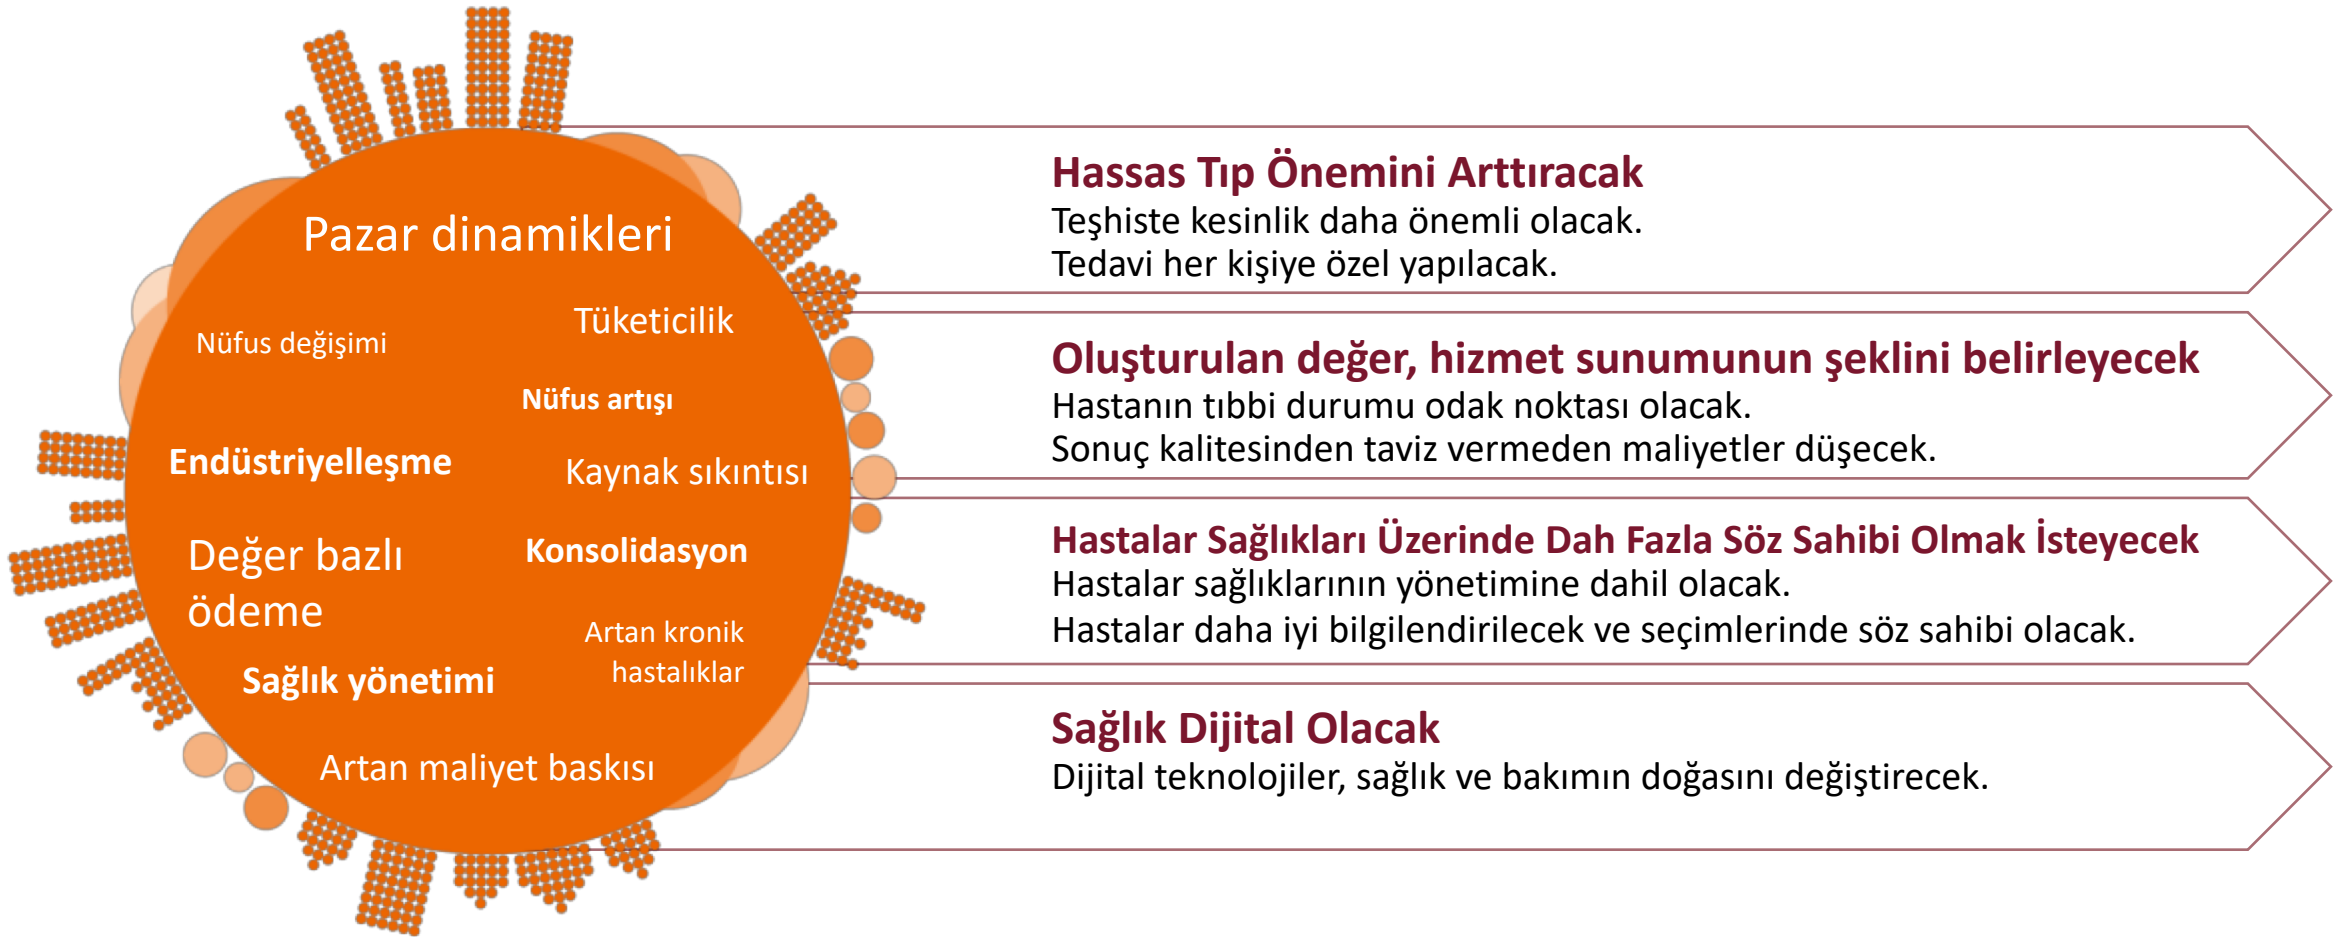 Pazar dinamikleri
Nüfus değişimi
Tüketicilik
Nüfus artışı
Endüstriyelleşme
Kaynak sıkıntısı
Değer bazlı
ödeme
Konsolidasyon
Artan kronik
hastalıklar
Sağlık yönetimi
Artan maliyet baskısı
Hassas Tıp Önemini Arttıracak
Teşhiste kesinlik daha önemli olacak.
Tedavi her kişiye özel yapılacak.
Oluşturulan değer, hizmet sunumunun şeklini belirleyecek
Hastanın tıbbi durumu odak noktası olacak.
Sonuç kalitesinden taviz vermeden maliyetler düşecek.
Hastalar Sağlıkları Üzerinde Dah Fazla Söz Sahibi Olmak İsteyecek
Hastalar sağlıklarının yönetimine dahil olacak.
Hastalar daha iyi bilgilendirilecek ve seçimlerinde söz sahibi olacak.
Sağlık Dijital Olacak
Dijital teknolojiler, sağlık ve bakımın doğasını değiştirecek.